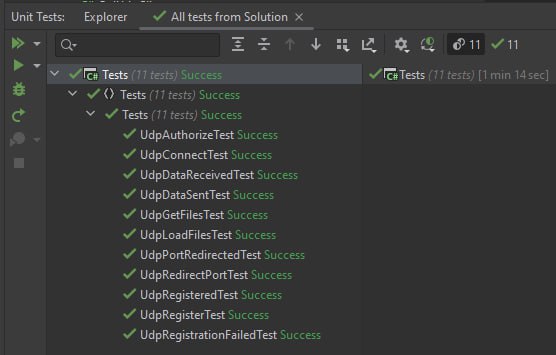 Unit Tests: Explorer All tests from Solution ×
11 11
C# Tests (11 tests) Success
C# Tests (11 tests) [1 min 14 sec]
Tests (11 tests) Success
Tests (11 tests) Success
UdpAuthorizeTest Success
UdpConnectTest Success
UdpDataReceivedTest Success
UdpDataSentTest Success
UdpGetFilesTest Success
UdpLoadFilesTest Success
UdpPortRedirectedTest Success
UdpRedirectPortTest Success
UdpRegisteredTest Success
UdpRegisterTest Success
UdpRegistrationFailedTest Success